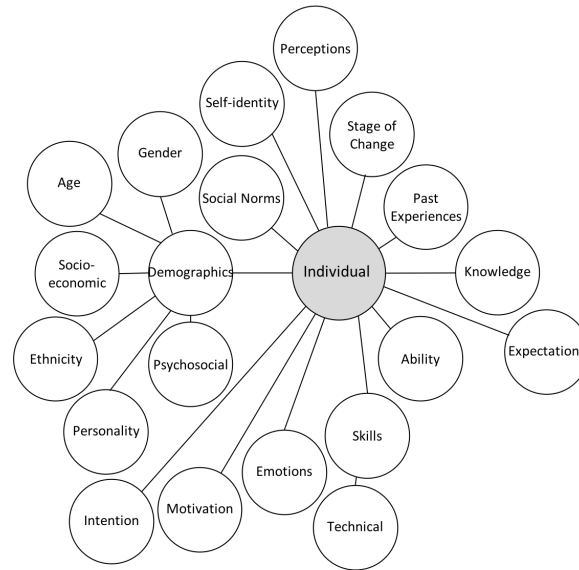 Perceptions
Self-identity
Stage of
Change
Gender
Age
Social Norms
Past
Experiences
Socio-
economic
Demographics
Individual
Knowledge
Ethnicity
Psychosocial
Ability
Expectation
Personality
Skills
Emotions
Intention
Motivation
Technical